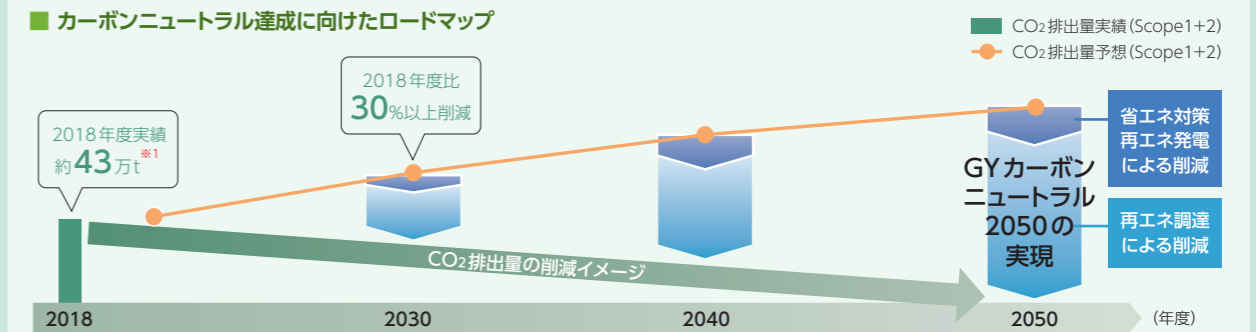 ■ カーボンニュートラル達成に向けたロードマップ
CO2排出量実績(Scope1+2)
CO2排出量予想(Scope1+2)
2018年度実績
約43万t※1
2018年度比
30%以上削減
省エネ対策
再エネ発電
による削減
GYカーボン
ニュートラル
2050の
実現
再エネ調達
による削減
CO2排出量の削減イメージ
2018
2030
2040
2050
(年度)